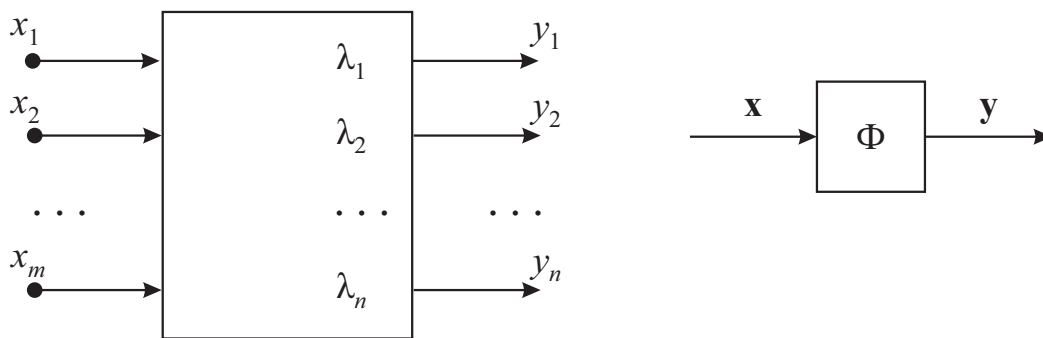 x₁ λ₁ y₁
x₂ λ₂ y₂
x Φ y
. . . . . . . . .
xₘ λₙ yₙ